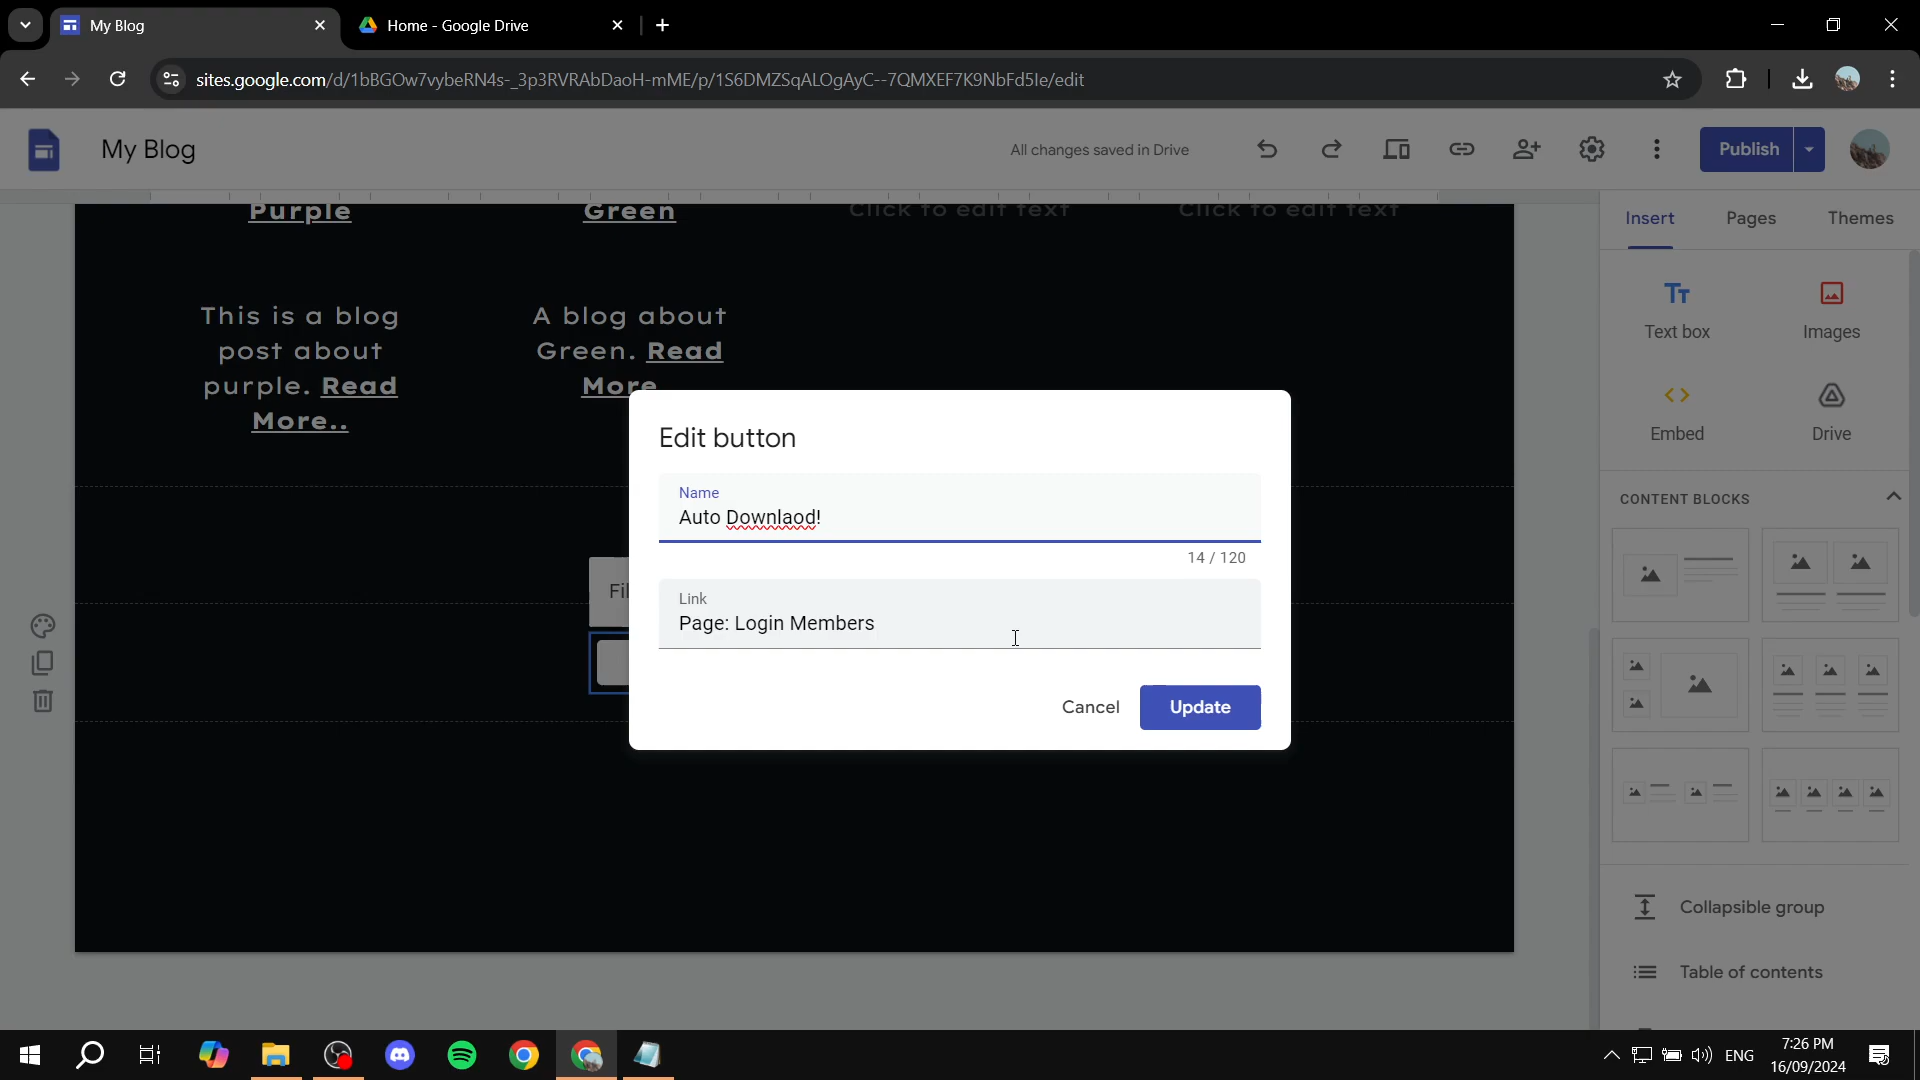 My Blog
Home - Google Drive
sites.google.com/d/1bBGOw7vybeRN4s-_3p3RVRAbDaoH-mME/p/1S6DMZSqALOgAyC--7QMXEF7K9NbFd5Ie/edit
My Blog
All changes saved in Drive
Publish
Purple
Green
Click to edit text
Click to edit text
Insert
Pages
Themes
This is a blog
post about
purple. Read
More..
A blog about
Green. Read
More
Text box
Images
Embed
Drive
CONTENT BLOCKS
Fil
Edit button
Name
Auto Downlaod!
14 / 120
Link
Page: Login Members
Cancel
Update
Collapsible group
Table of contents
ENG
7:26 PM
16/09/2024